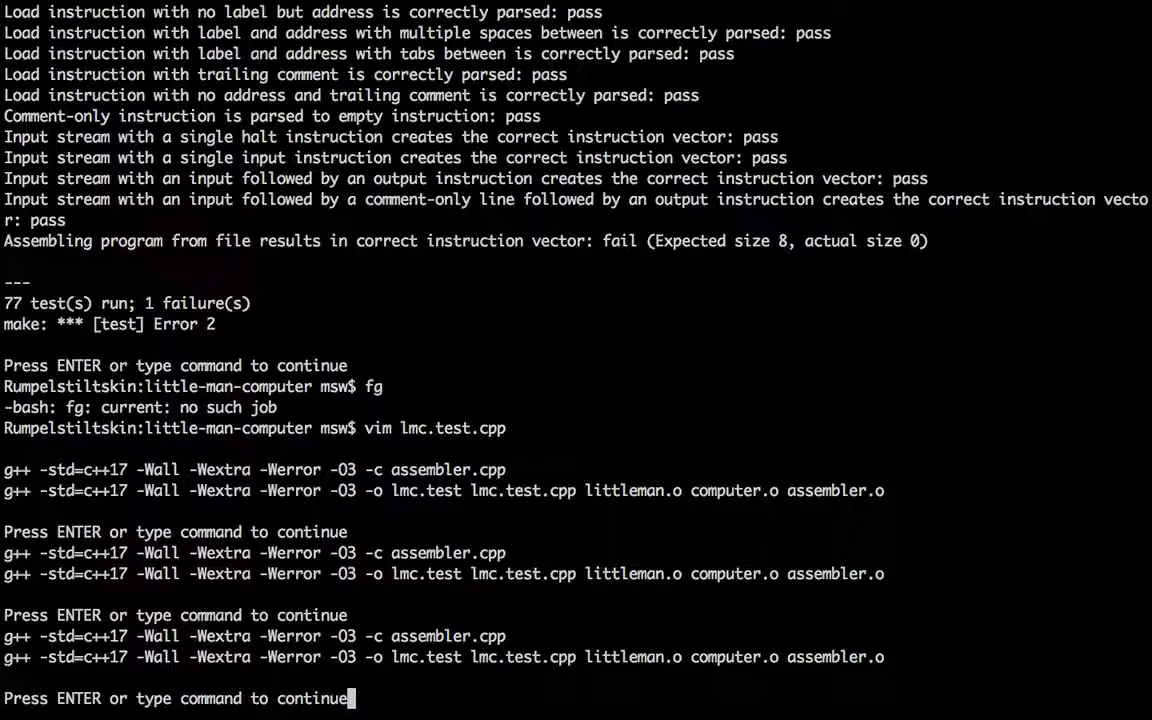 Load instruction with no label but address is correctly parsed: pass
Load instruction with label and address with multiple spaces between is correctly parsed: pass
Load instruction with label and address with tabs between is correctly parsed: pass
Load instruction with trailing comment is correctly parsed: pass
Load instruction with no address and trailing comment is correctly parsed: pass
Comment-only instruction is parsed to empty instruction: pass
Input stream with a single halt instruction creates the correct instruction vector: pass
Input stream with a single input instruction creates the correct instruction vector: pass
Input stream with an input followed by an output instruction creates the correct instruction vector: pass
Input stream with an input followed by a comment-only line followed by an output instruction creates the correct instruction vecto
r: pass
Assembling program from file results in correct instruction vector: fail (Expected size 8, actual size 0)
---
77 test(s) run; 1 failure(s)
make: *** [test] Error 2
Press ENTER or type command to continue
Rumpelstiltskin:little-man-computer msw$ fg
-bash: fg: current: no such job
Rumpelstiltskin:little-man-computer msw$ vim lmc.test.cpp
g++ -std=c++17 -Wall -Wextra -Werror -O3 -c assembler.cpp
g++ -std=c++17 -Wall -Wextra -Werror -O3 -o lmc.test lmc.test.cpp littleman.o computer.o assembler.o
Press ENTER or type command to continue
g++ -std=c++17 -Wall -Wextra -Werror -O3 -c assembler.cpp
g++ -std=c++17 -Wall -Wextra -Werror -O3 -o lmc.test lmc.test.cpp littleman.o computer.o assembler.o
Press ENTER or type command to continue
g++ -std=c++17 -Wall -Wextra -Werror -O3 -c assembler.cpp
g++ -std=c++17 -Wall -Wextra -Werror -O3 -o lmc.test lmc.test.cpp littleman.o computer.o assembler.o
Press ENTER or type command to continue